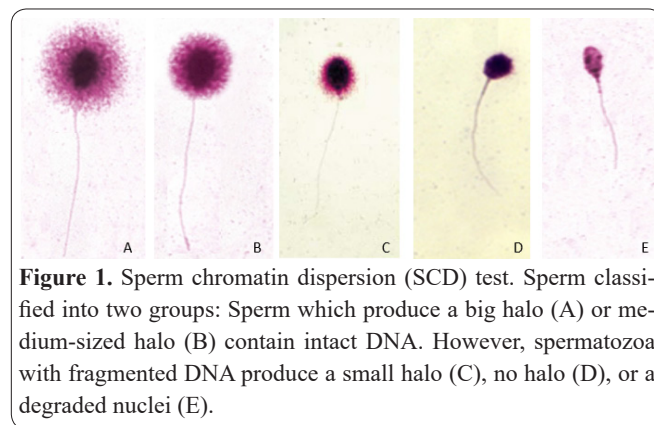 A B C D E
Figure 1. Sperm chromatin dispersion (SCD) test. Sperm classi-
fied into two groups: Sperm which produce a big halo (A) or me-
dium-sized halo (B) contain intact DNA. However, spermatozoa
with fragmented DNA produce a small halo (C), no halo (D), or a
degraded nuclei (E).